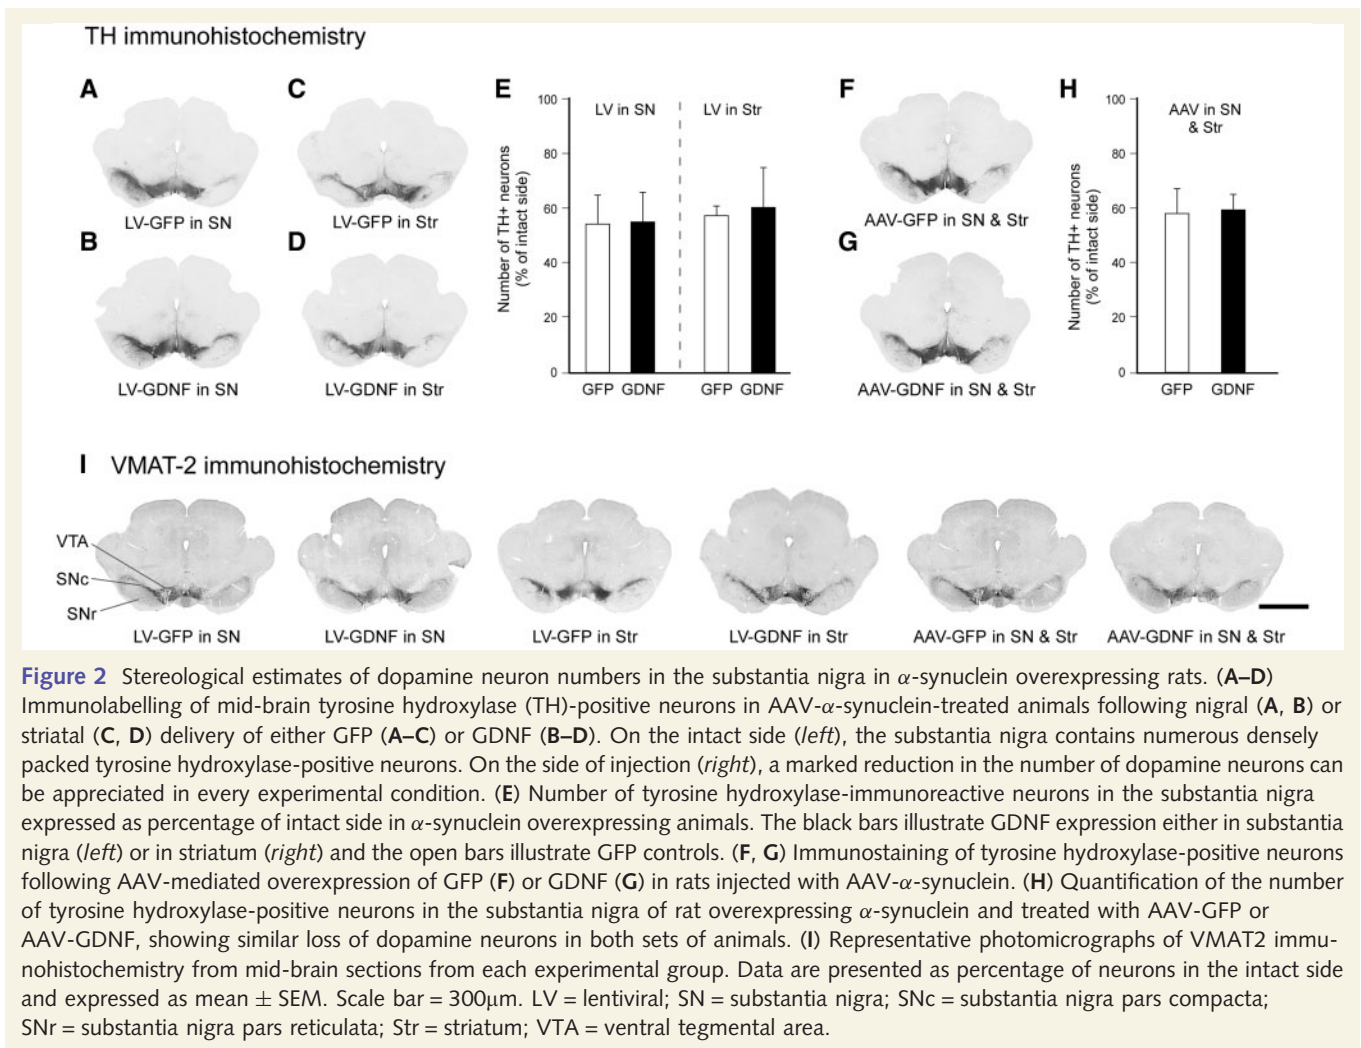 TH immunohistochemistry
A
LV-GFP in SN
B
LV-GDNF in SN
C
LV-GFP in Str
D
LV-GDNF in Str
E
Number of TH+ neurons
(% of intact side)
100
80
60
40
20
0
LV in SN
LV in Str
GFP GDNF
GFP GDNF
F
AAV-GFP in SN & Str
G
AAV-GDNF in SN & Str
H
Number of TH+ neurons
(% of intact side)
100
80
60
40
20
0
AAV in SN
& Str
GFP GDNF
I VMAT-2 immunohistochemistry
VTA
SNc
SNr
LV-GFP in SN
LV-GDNF in SN
LV-GFP in Str
LV-GDNF in Str
AAV-GFP in SN & Str
AAV-GDNF in SN & Str
Figure 2 Stereological estimates of dopamine neuron numbers in the substantia nigra in α-synuclein overexpressing rats. (A–D)
Immunolabelling of mid-brain tyrosine hydroxylase (TH)-positive neurons in AAV-α-synuclein-treated animals following nigral (A, B) or
striatal (C, D) delivery of either GFP (A–C) or GDNF (B–D). On the intact side (left), the substantia nigra contains numerous densely
packed tyrosine hydroxylase-positive neurons. On the side of injection (right), a marked reduction in the number of dopamine neurons can
be appreciated in every experimental condition. (E) Number of tyrosine hydroxylase-immunoreactive neurons in the substantia nigra
expressed as percentage of intact side in α-synuclein overexpressing animals. The black bars illustrate GDNF expression either in substantia
nigra (left) or in striatum (right) and the open bars illustrate GFP controls. (F, G) Immunostaining of tyrosine hydroxylase-positive neurons
following AAV-mediated overexpression of GFP (F) or GDNF (G) in rats injected with AAV-α-synuclein. (H) Quantification of the number
of tyrosine hydroxylase-positive neurons in the substantia nigra of rat overexpressing α-synuclein and treated with AAV-GFP or
AAV-GDNF, showing similar loss of dopamine neurons in both sets of animals. (I) Representative photomicrographs of VMAT2 immu-
nohistochemistry from mid-brain sections from each experimental group. Data are presented as percentage of neurons in the intact side
and expressed as mean ± SEM. Scale bar = 300μm. LV = lentiviral; SN = substantia nigra; SNc = substantia nigra pars compacta;
SNr = substantia nigra pars reticulata; Str = striatum; VTA = ventral tegmental area.